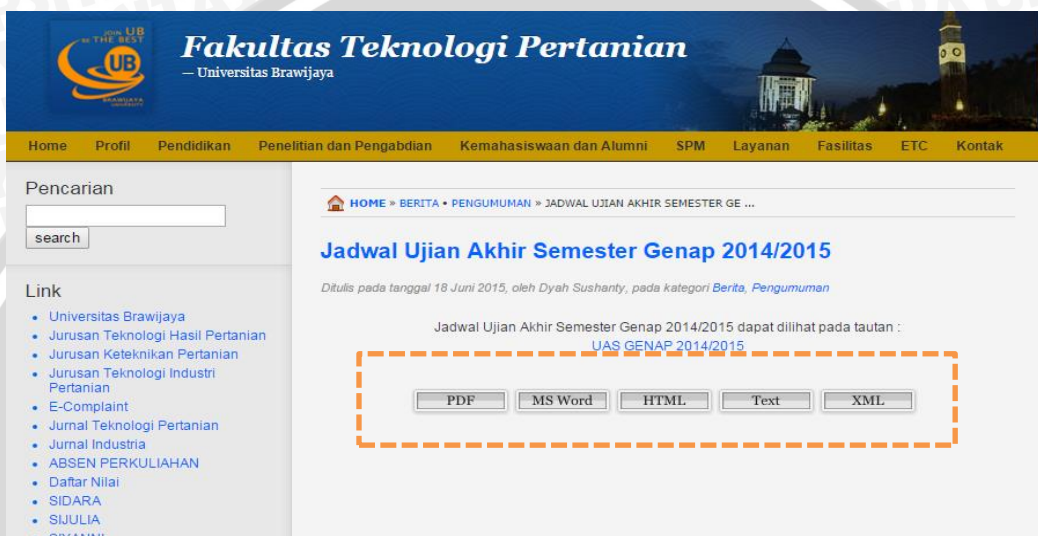 JOIN UB
BE THE BEST
UB
BRAWIJAYA
UNIVERSITY
Fakultas Teknologi Pertanian
— Universitas Brawijaya
Home Profil Pendidikan Penelitian dan Pengabdian Kemahasiswaan dan Alumni SPM Layanan Fasilitas ETC Kontak
Pencarian
search
Link
• Universitas Brawijaya
• Jurusan Teknologi Hasil Pertanian
• Jurusan Keteknikan Pertanian
• Jurusan Teknologi Industri
Pertanian
• E-Complaint
• Jurnal Teknologi Pertanian
• Jurnal Industria
• ABSEN PERKULIAHAN
• Daftar Nilai
• SIDARA
• SIJULIA
HOME » BERITA • PENGUMUMAN » JADWAL UJIAN AKHIR SEMESTER GE ...
Jadwal Ujian Akhir Semester Genap 2014/2015
Ditulis pada tanggal 18 Juni 2015, oleh Dyah Sushanty, pada kategori Berita, Pengumuman
Jadwal Ujian Akhir Semester Genap 2014/2015 dapat dilihat pada tautan :
UAS GENAP 2014/2015
PDF MS Word HTML Text XML